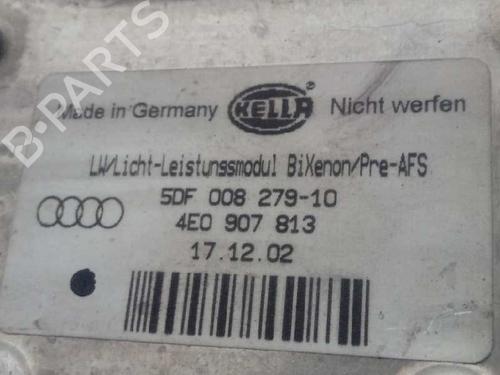 Made in Germany HELLA ® Nicht werfen
LW/Licht-Leistungsmodul BiXenon/Pre-AFS
5DF 008 279-10
4E0 907 813
17.12.02
B-PARTS